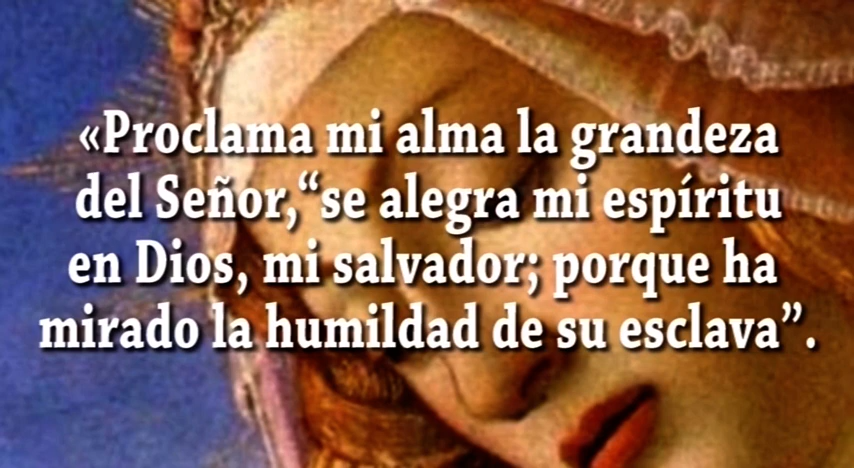 «Proclama mi alma la grandeza
del Señor,“se alegra mi espíritu
en Dios, mi salvador; porque ha
mirado la humildad de su esclava”.